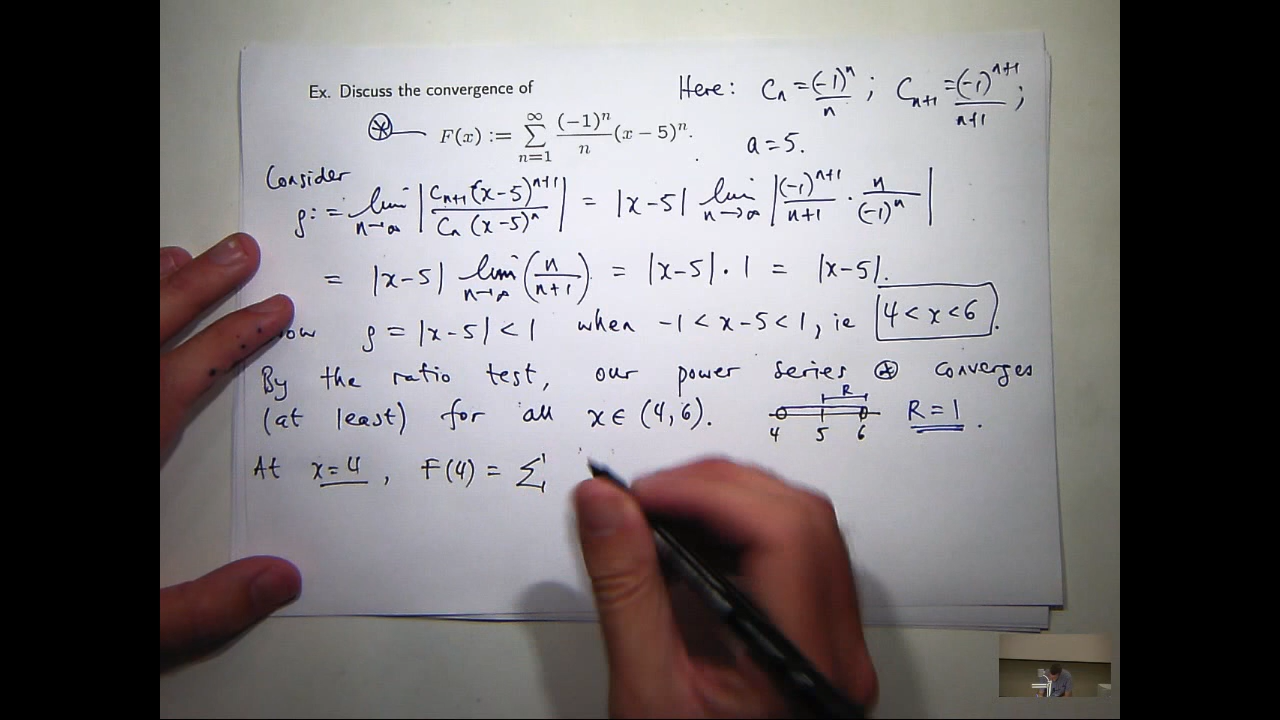 Ex. Discuss the convergence of
Here: Cₙ = (-1)ⁿ/n ; Cₙ₊₁ = (-1)ⁿ⁺¹/n+1 ;
⊛ F(x) := ∑_{n=1}^{∞} (-1)ⁿ/n (x − 5)ⁿ.
a = 5.
Consider
ρ := lim_{n→∞} | Cₙ₊₁ (x-5)ⁿ⁺¹ / Cₙ (x-5)ⁿ | = |x-5| lim_{n→∞} | (-1)ⁿ⁺¹/n+1 · n/(-1)ⁿ |
= |x-5| lim_{n→∞} (n/n+1) = |x-5| · 1 = |x-5|.
ρ = |x-5| < 1 when -1 < x-5 < 1, ie 4 < x < 6.
By the ratio test, our power series ⊛ converges
(at least) for all x ∈ (4, 6). R R = 1.
4 5 6
At x = 4, F(4) = ∑